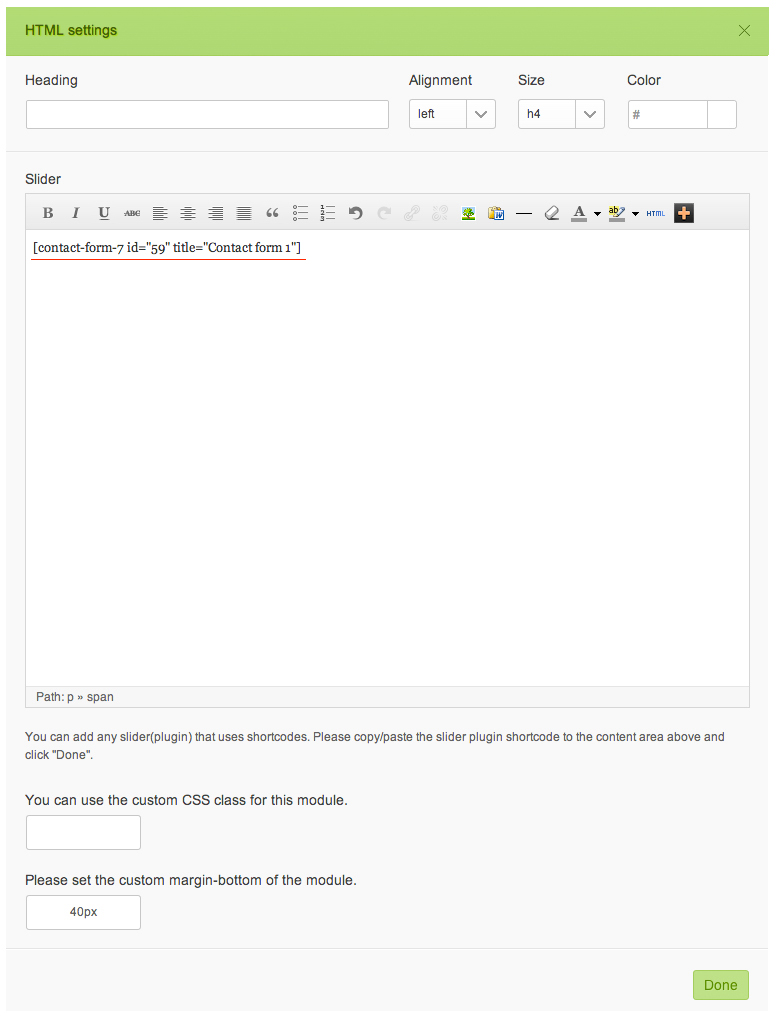 HTML settings
Heading Alignment Size Color
left h4 #
Slider
B I U ABC HTML
[contact-form-7 id="59" title="Contact form 1"]
Path: p » span
You can add any slider(plugin) that uses shortcodes. Please copy/paste the slider plugin shortcode to the content area above and
click "Done".
You can use the custom CSS class for this module.
Please set the custom margin-bottom of the module.
40px
Done